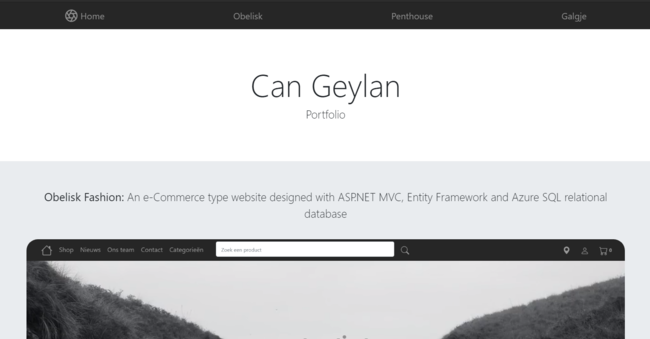 Home Obelisk Penthouse Galgje
Can Geylan
Portfolio
Obelisk Fashion: An e-Commerce type website designed with ASP.NET MVC, Entity Framework and Azure SQL relational
database
Shop Nieuws Ons team Contact Categorieën Zoek een product 0